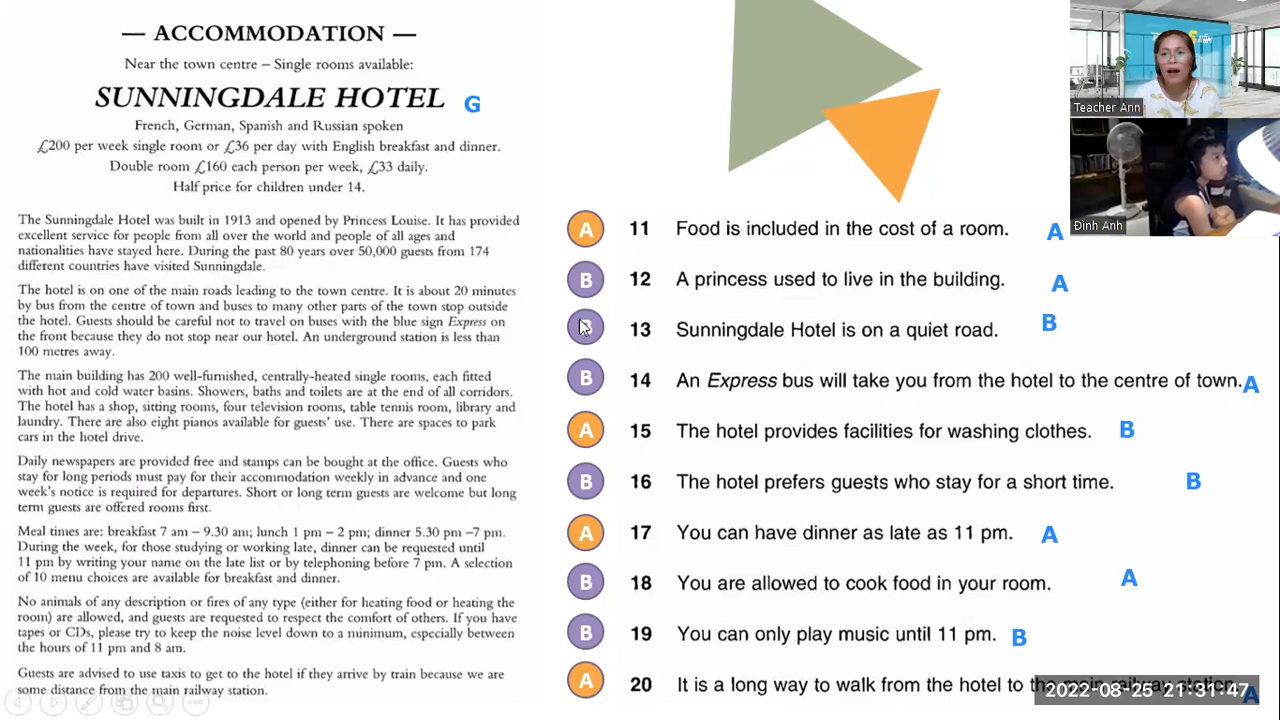 — ACCOMMODATION —
Near the town centre – Single rooms available:
SUNNINGDALE HOTEL G
French, German, Spanish and Russian spoken
£200 per week single room or £36 per day with English breakfast and dinner.
Double room £160 each person per week, £33 daily.
Half price for children under 14.
The Sunningdale Hotel was built in 1913 and opened by Princess Louise. It has provided
excellent service for people from all over the world and people of all ages and
nationalities have stayed here. During the past 80 years over 50,000 guests from 174
different countries have visited Sunningdale.
The hotel is on one of the main roads leading to the town centre. It is about 20 minutes
by bus from the centre of town and buses to many other parts of the town stop outside
the hotel. Guests should be careful not to travel on buses with the blue sign Express on
the front because they do not stop near our hotel. An underground station is less than
100 metres away.
The main building has 200 well-furnished, centrally-heated single rooms, each fitted
with hot and cold water basins. Showers, baths and toilets are at the end of all corridors.
The hotel has a shop, sitting rooms, four television rooms, table tennis room, library and
laundry. There are also eight pianos available for guests' use. There are spaces to park
cars in the hotel drive.
Daily newspapers are provided free and stamps can be bought at the office. Guests who
stay for long periods must pay for their accommodation weekly in advance and one
week's notice is required for departures. Short or long term guests are welcome but long
term guests are offered rooms first.
Meal times are: breakfast 7 am – 9.30 am; lunch 1 pm – 2 pm; dinner 5.30 pm –7 pm.
During the week, for those studying or working late, dinner can be requested until
11 pm by writing your name on the late list or by telephoning before 7 pm. A selection
of 10 menu choices are available for breakfast and dinner.
No animals of any description or fires of any type (either for heating food or heating the
room) are allowed, and guests are requested to respect the comfort of others. If you have
tapes or CDs, please try to keep the noise level down to a minimum, especially between
the hours of 11 pm and 8 am.
Guests are advised to use taxis to get to the hotel if they arrive by train because we are
some distance from the main railway station.
A 11 Food is included in the cost of a room. A
B 12 A princess used to live in the building. A
B 13 Sunningdale Hotel is on a quiet road. B
B 14 An Express bus will take you from the hotel to the centre of town. A
A 15 The hotel provides facilities for washing clothes. B
B 16 The hotel prefers guests who stay for a short time. B
A 17 You can have dinner as late as 11 pm. A
B 18 You are allowed to cook food in your room. A
B 19 You can only play music until 11 pm. B
A 20 It is a long way to walk from the hotel to the main railway station. A
Teacher Ann
Đình Anh
2022-08-25 21:31:47